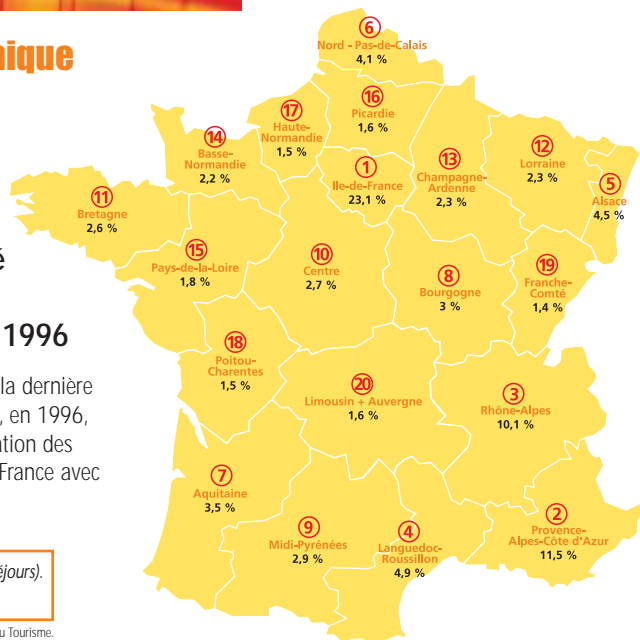 é
1996
la dernière
, en 1996,
France avec
éjours).
u Tourisme.
6
Nord - Pas-de-Calais
4,1 %
16
Picardie
1,6 %
17
Haute-
Normandie
1,5 %
14
Basse-
Normandie
2,2 %
1
Ile-de-France
23,1 %
13
Champagne-
Ardenne
2,3 %
12
Lorraine
2,3 %
5
Alsace
4,5 %
11
Bretagne
2,6 %
15
Pays-de-la-Loire
1,8 %
10
Centre
2,7 %
8
Bourgogne
3 %
19
Franche-
Comté
1,4 %
18
Poitou-
Charentes
1,5 %
20
Limousin + Auvergne
1,6 %
3
Rhône-Alpes
10,1 %
7
Aquitaine
3,5 %
9
Midi-Pyrénées
2,9 %
4
Languedoc-
Roussillon
4,9 %
2
Provence-
Alpes-Côte d'Azur
11,5 %